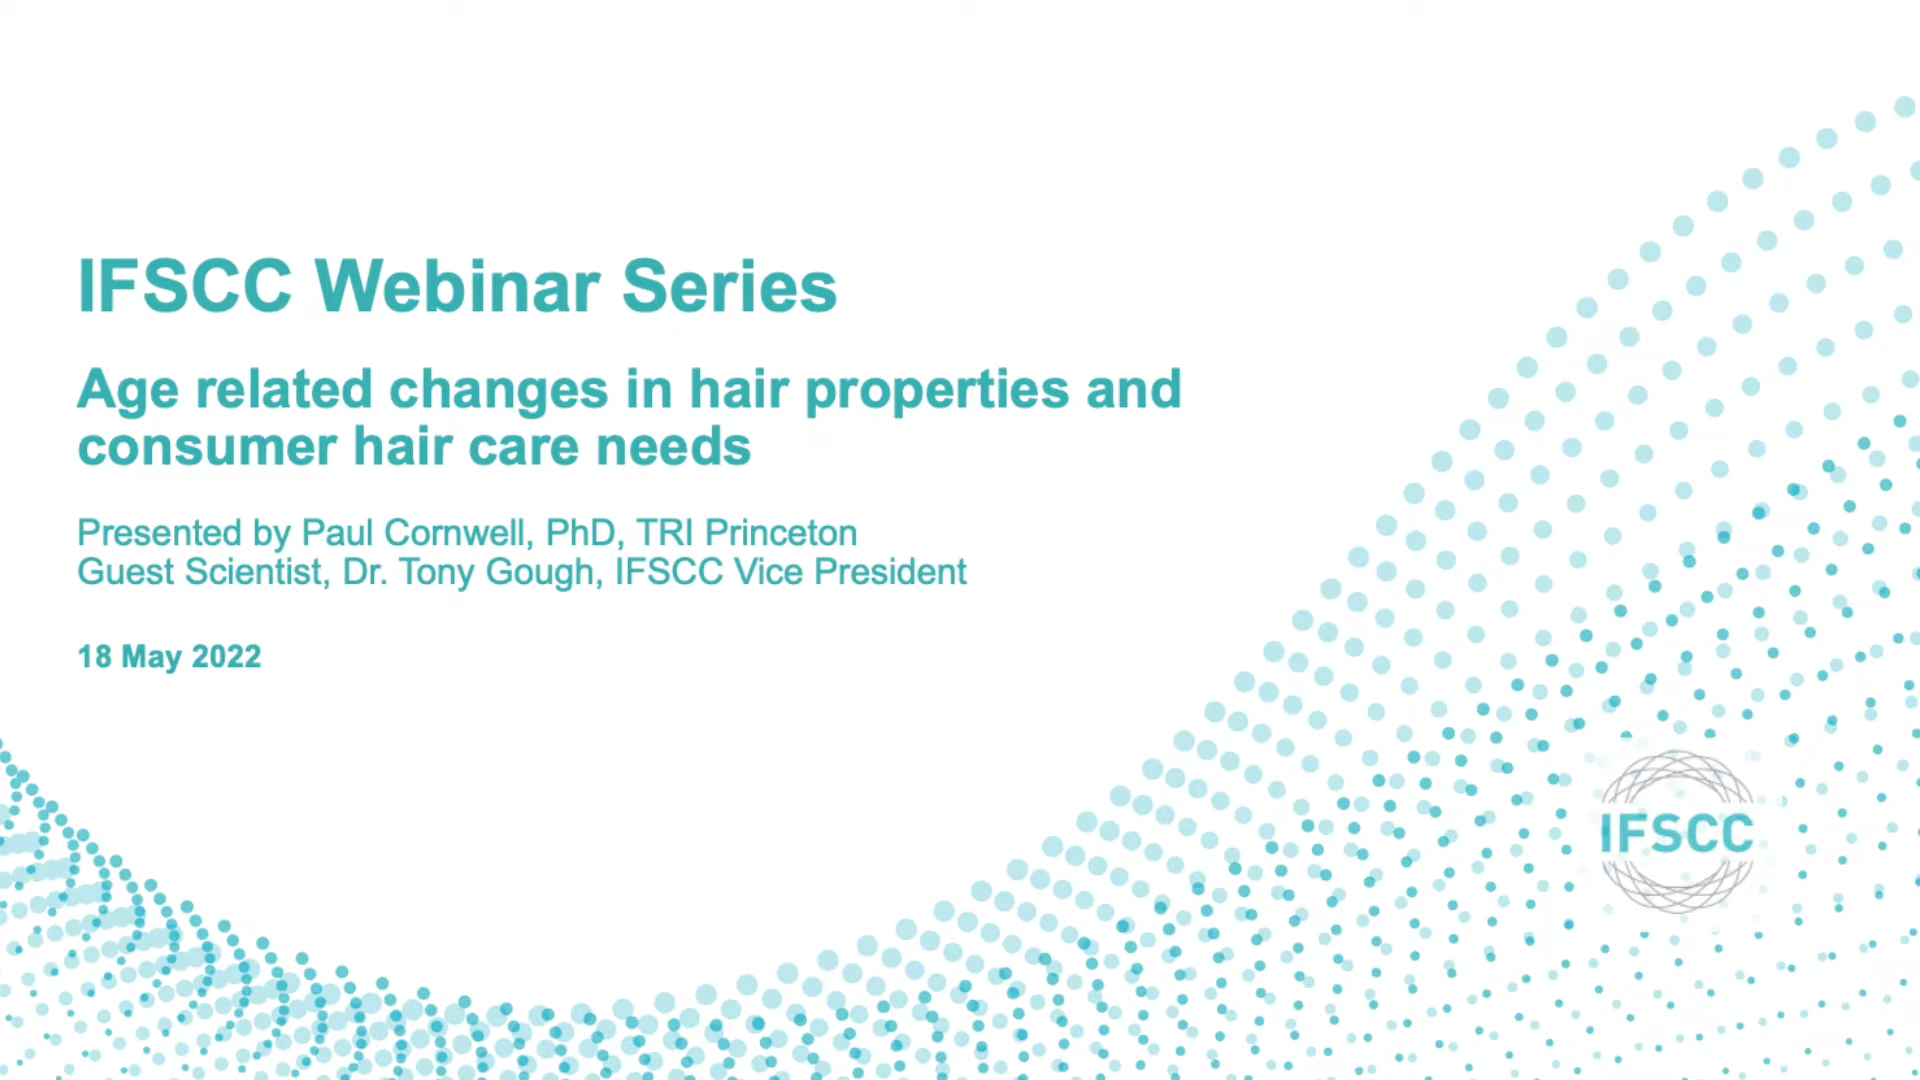 IFSCC Webinar Series
Age related changes in hair properties and
consumer hair care needs
Presented by Paul Cornwell, PhD, TRI Princeton
Guest Scientist, Dr. Tony Gough, IFSCC Vice President
18 May 2022
IFSCC